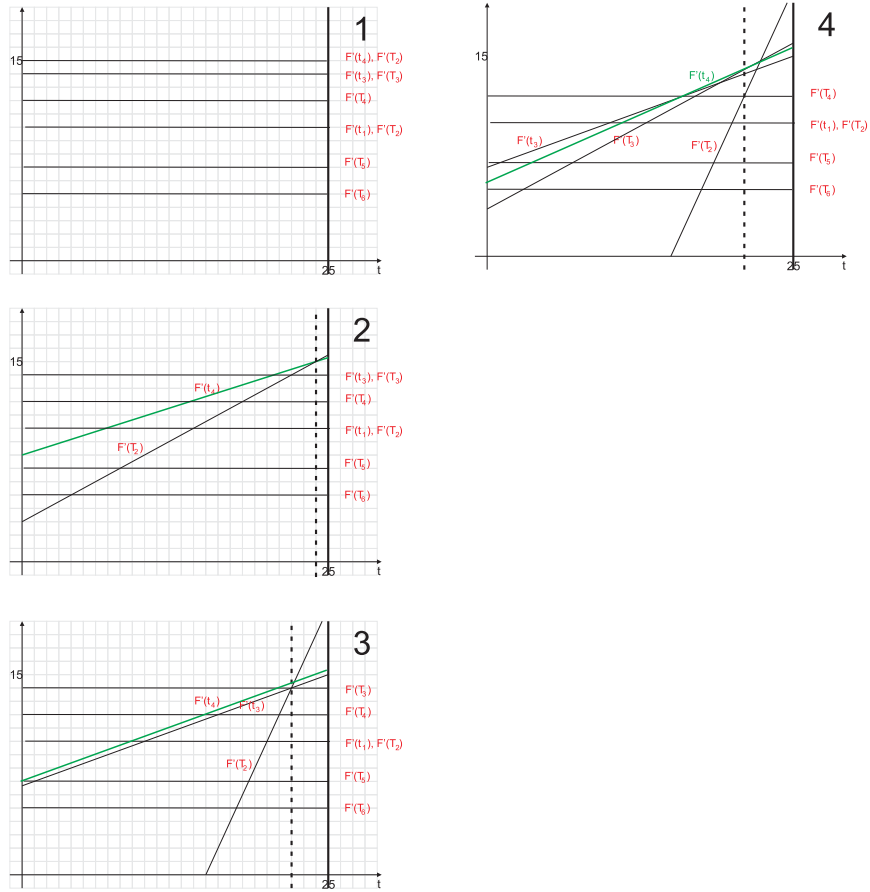 1
15
F'(t4), F'(T2)
F'(t3), F'(T3)
F'(T4)
F'(t1), F'(T2)
F'(T5)
F'(T6)
25 t
4
15
F'(t4)
F'(T4)
F'(t1), F'(T2)
F'(t3) F'(T3) F'(T2)
F'(T5)
F'(T6)
25 t
2
15
F'(t3), F'(T3)
F'(t4)
F'(T4)
F'(t1), F'(T2)
F'(T2)
F'(T5)
F'(T6)
25 t
3
15
F'(T3)
F'(t4) F'(t3)
F'(T4)
F'(t1), F'(T2)
F'(T2)
F'(T5)
F'(T6)
25 t